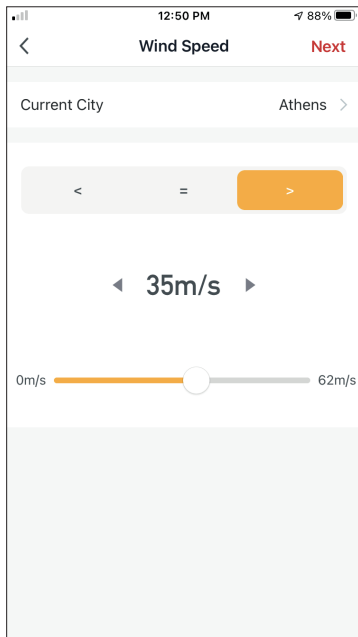 12:50 PM 88%
Wind Speed Next
Current City Athens
< = >
35m/s
0m/s 62m/s